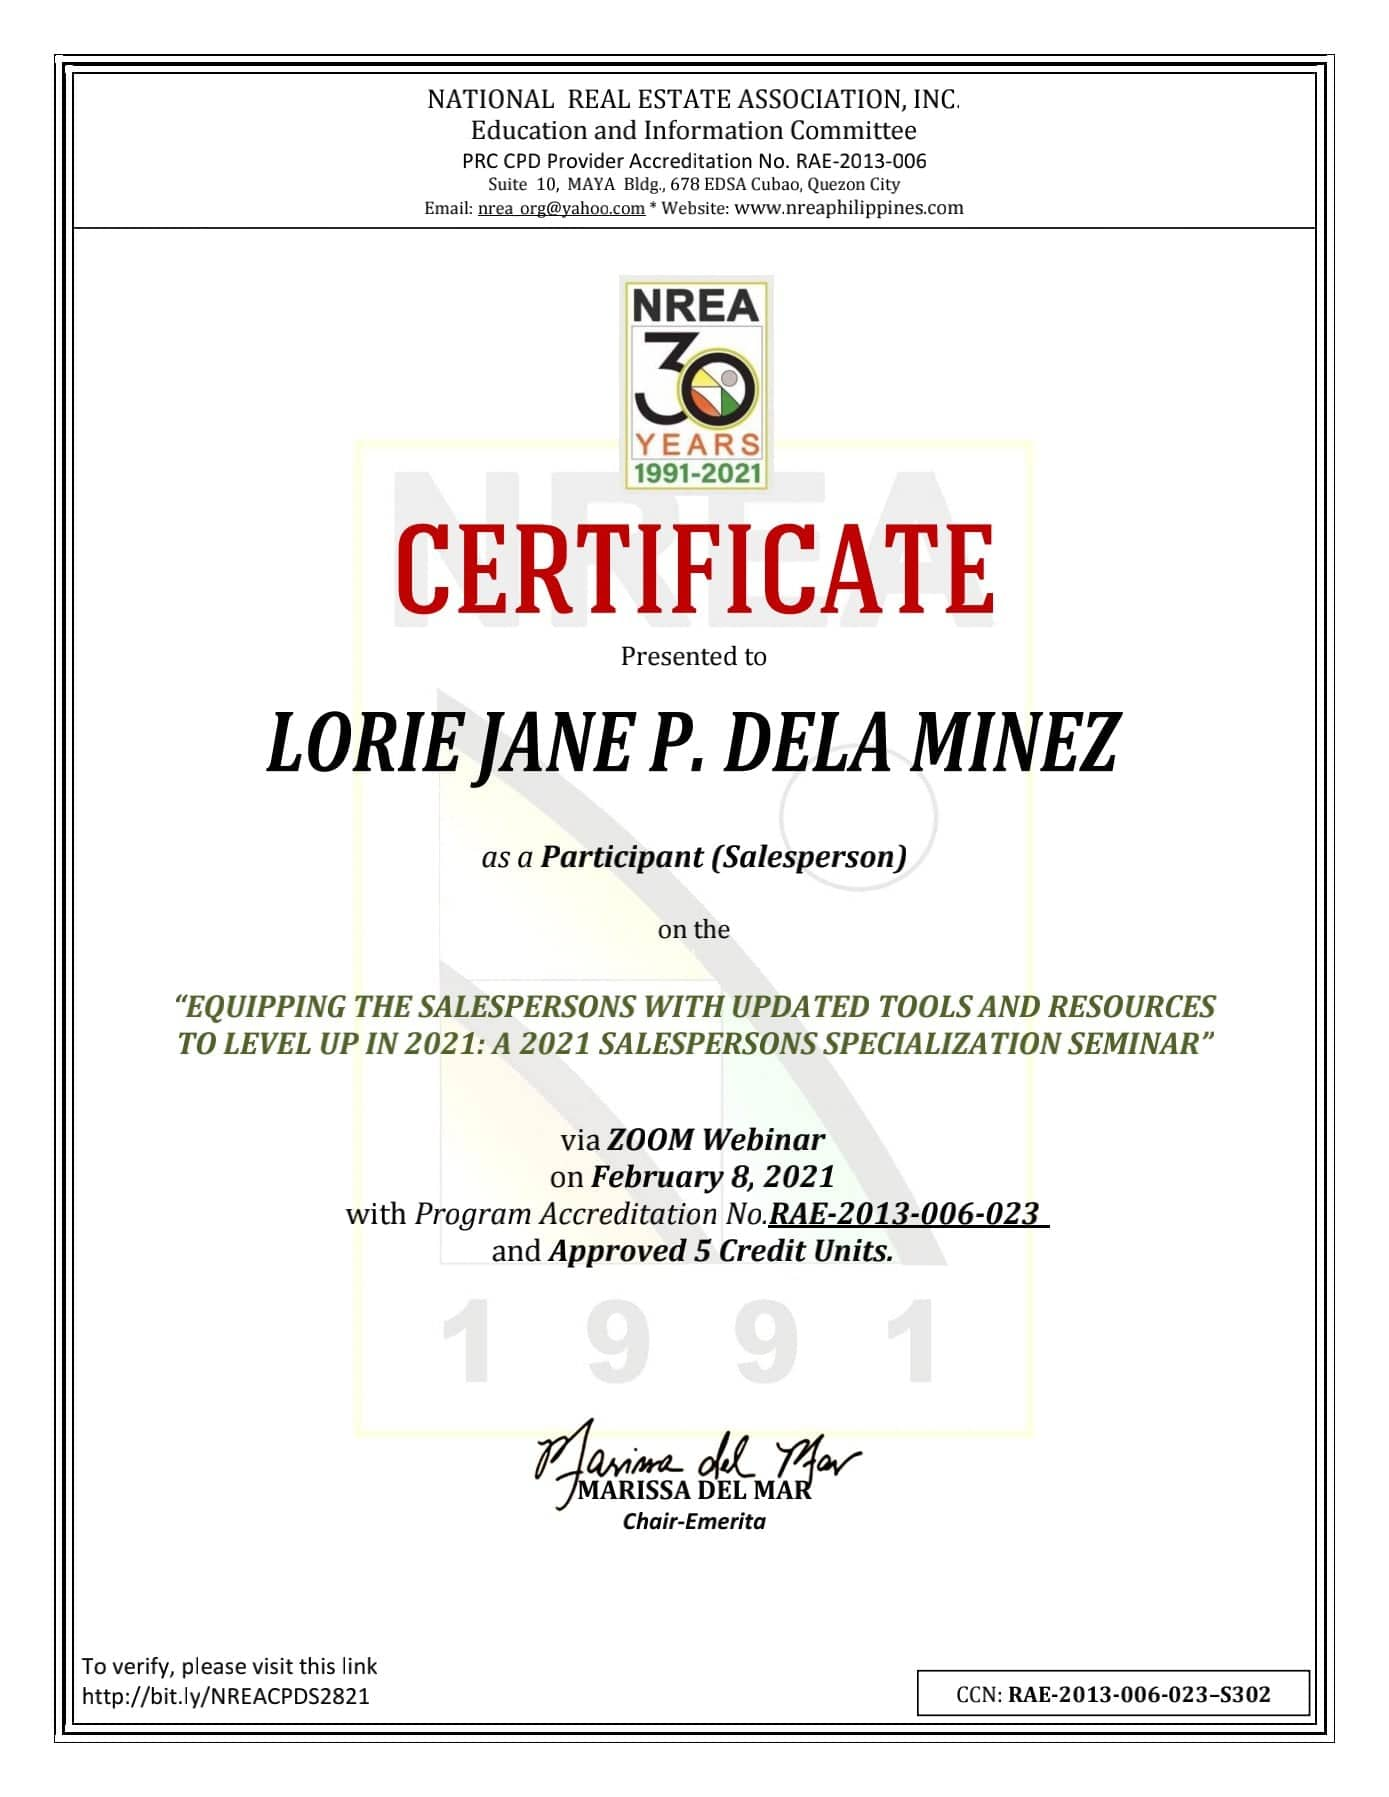 NATIONAL REAL ESTATE ASSOCIATION, INC.
Education and Information Committee
PRC CPD Provider Accreditation No. RAE-2013-006
Suite 10, MAYA Bldg., 678 EDSA Cubao, Quezon City
Email: nrea_org@yahoo.com * Website: www.nreaphilippines.com
NREA
30
YEARS
1991-2021
NREA
CERTIFICATE
Presented to
LORIE JANE P. DELA MINEZ
as a Participant (Salesperson)
on the
“EQUIPPING THE SALESPERSONS WITH UPDATED TOOLS AND RESOURCES
TO LEVEL UP IN 2021: A 2021 SALESPERSONS SPECIALIZATION SEMINAR”
via ZOOM Webinar
on February 8, 2021
with Program Accreditation No.RAE-2013-006-023
and Approved 5 Credit Units.
1991
Marissa del Mar
MARISSA DEL MAR
Chair-Emerita
To verify, please visit this link
http://bit.ly/NREACPDS2821
CCN: RAE-2013-006-023–S302